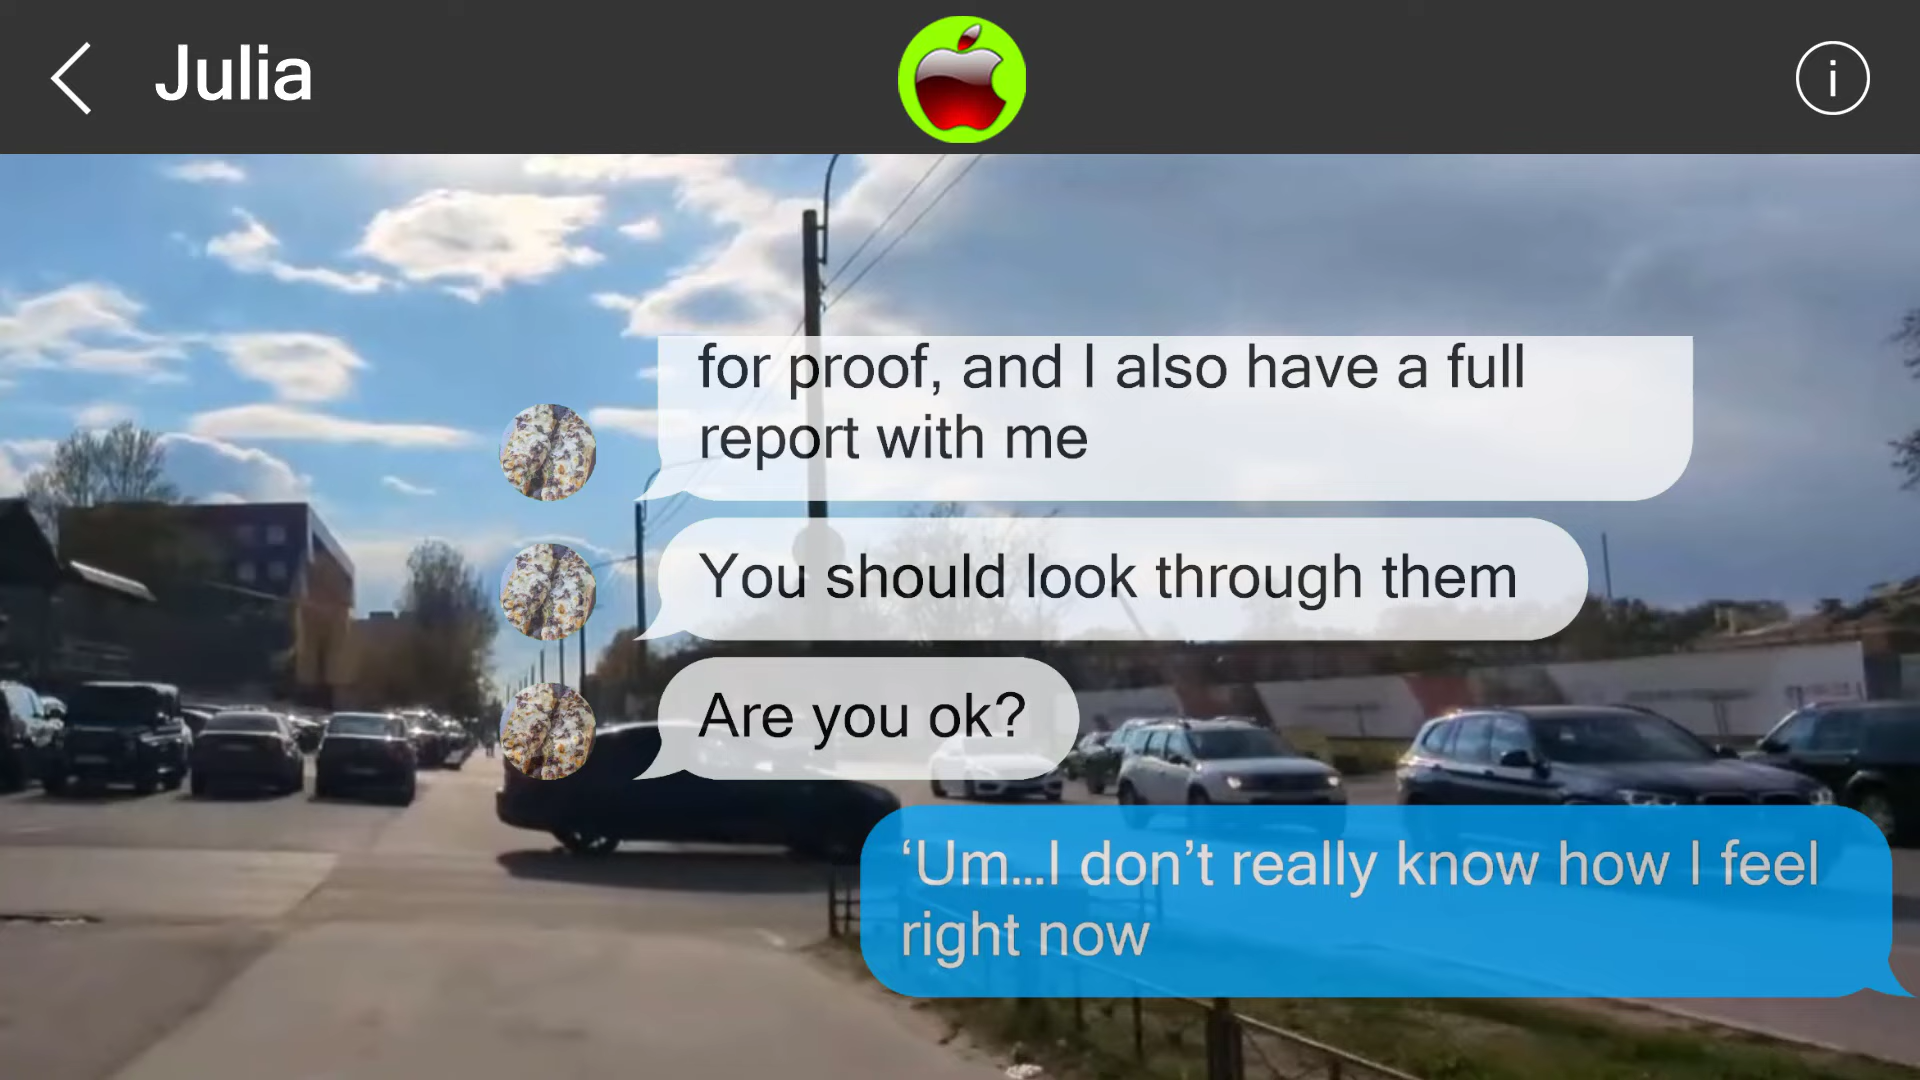 Julia
i
for proof, and I also have a full
report with me
You should look through them
Are you ok?
‘Um...I don’t really know how I feel
right now